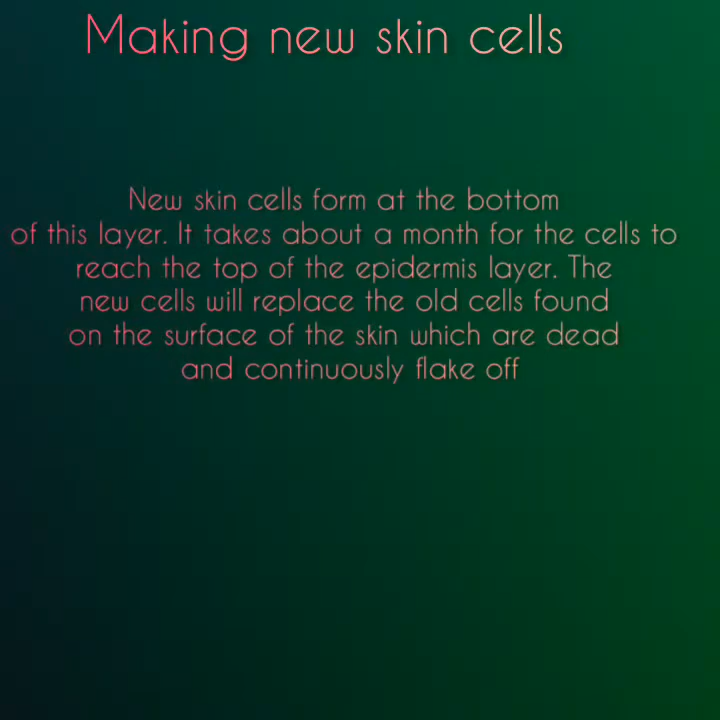 Making new skin cells
New skin cells form at the bottom
of this layer. It takes about a month for the cells to
reach the top of the epidermis layer. The
new cells will replace the old cells found
on the surface of the skin which are dead
and continuously flake off